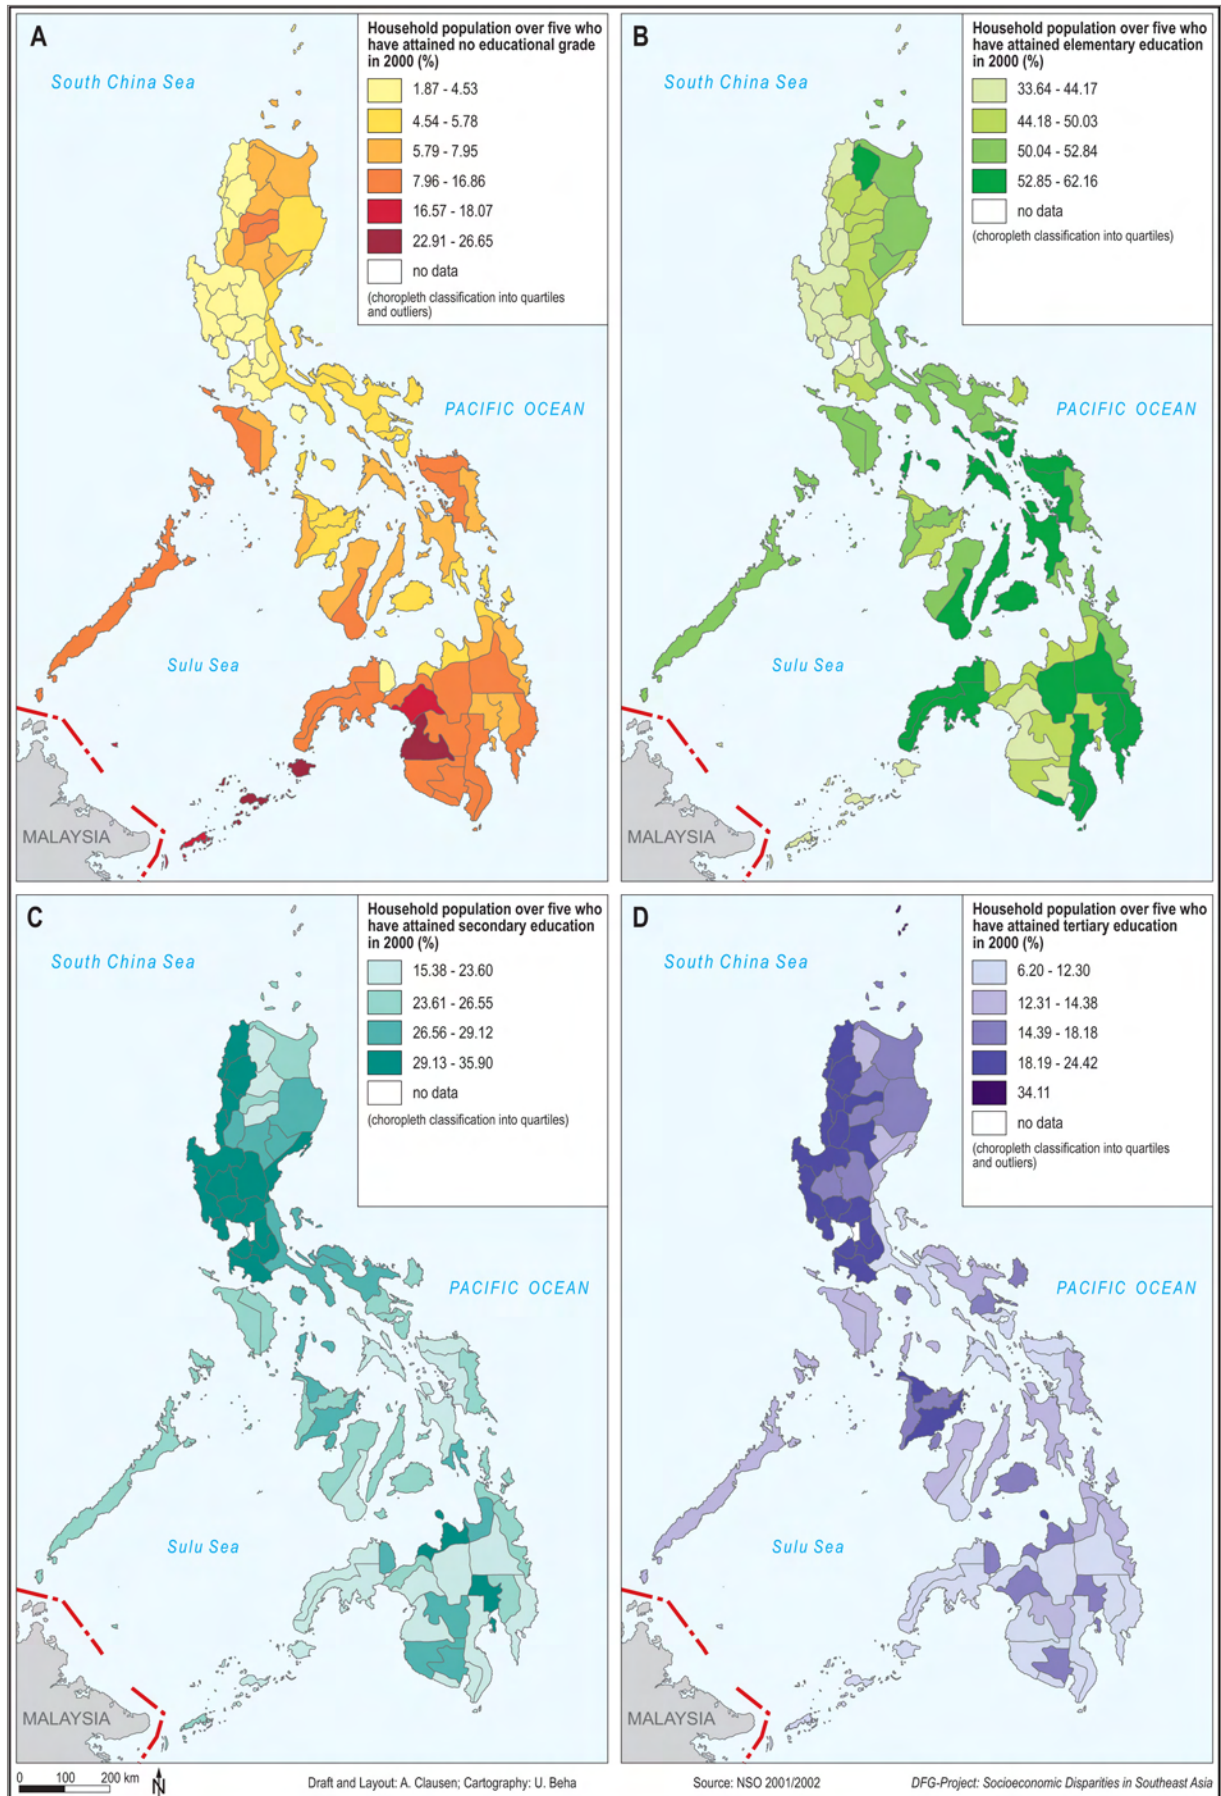 A
Household population over five who
have attained no educational grade
in 2000 (%)
1.87 - 4.53
4.54 - 5.78
5.79 - 7.95
7.96 - 16.86
16.57 - 18.07
22.91 - 26.65
no data
(choropleth classification into quartiles
and outliers)
South China Sea
PACIFIC OCEAN
Sulu Sea
MALAYSIA
B
Household population over five who
have attained elementary education
in 2000 (%)
33.64 - 44.17
44.18 - 50.03
50.04 - 52.84
52.85 - 62.16
no data
(choropleth classification into quartiles)
South China Sea
PACIFIC OCEAN
Sulu Sea
MALAYSIA
C
Household population over five who
have attained secondary education
in 2000 (%)
15.38 - 23.60
23.61 - 26.55
26.56 - 29.12
29.13 - 35.90
no data
(choropleth classification into quartiles)
South China Sea
PACIFIC OCEAN
Sulu Sea
MALAYSIA
D
Household population over five who
have attained tertiary education
in 2000 (%)
6.20 - 12.30
12.31 - 14.38
14.39 - 18.18
18.19 - 24.42
34.11
no data
(choropleth classification into quartiles
and outliers)
South China Sea
PACIFIC OCEAN
Sulu Sea
MALAYSIA
0 100 200 km
N
Draft and Layout: A. Clausen; Cartography: U. Beha
Source: NSO 2001/2002
DFG-Project: Socioeconomic Disparities in Southeast Asia